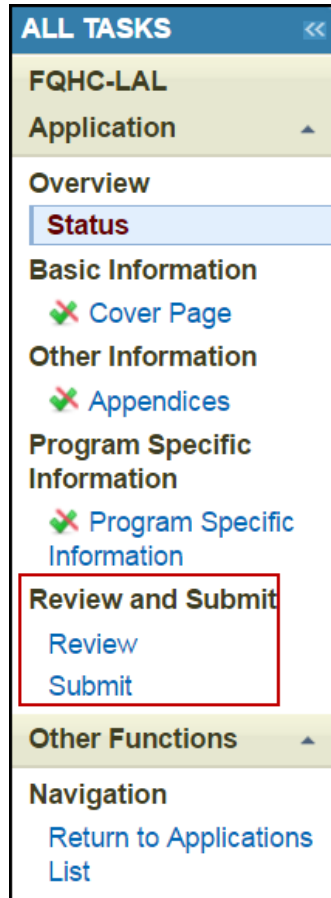 ALL TASKS «
FQHC-LAL
Application
Overview
Status
Basic Information
Cover Page
Other Information
Appendices
Program Specific
Information
Program Specific
Information
Review and Submit
Review
Submit
Other Functions
Navigation
Return to Applications
List